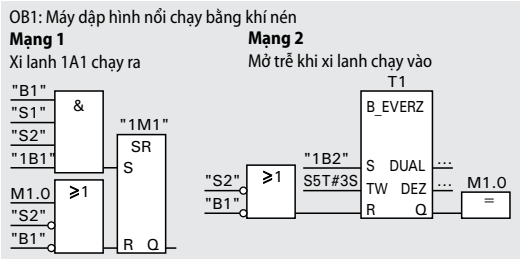 OB1: Máy dập hình nổi chạy bằng khí nén
Mạng 1
Xi lanh 1A1 chạy ra
"B1"
"S1"
"S2"
"1B1"
&
"1M1"
SR
S
M1.0
"S2"
"B1"
≥1
R Q
Mạng 2
Mở trễ khi xi lanh chạy vào
T1
B_EVERZ
"1B2"
S DUAL ...
"S2"
"B1"
≥1
S5T#3S
TW DEZ ...
R Q
M1.0
=